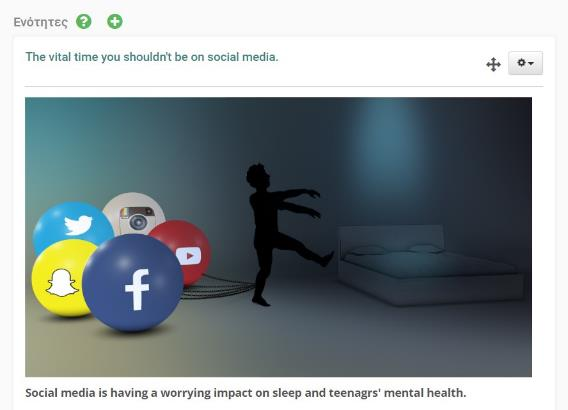 Ενότητες
The vital time you shouldn't be on social media.
Social media is having a worrying impact on sleep and teenagrs' mental health.